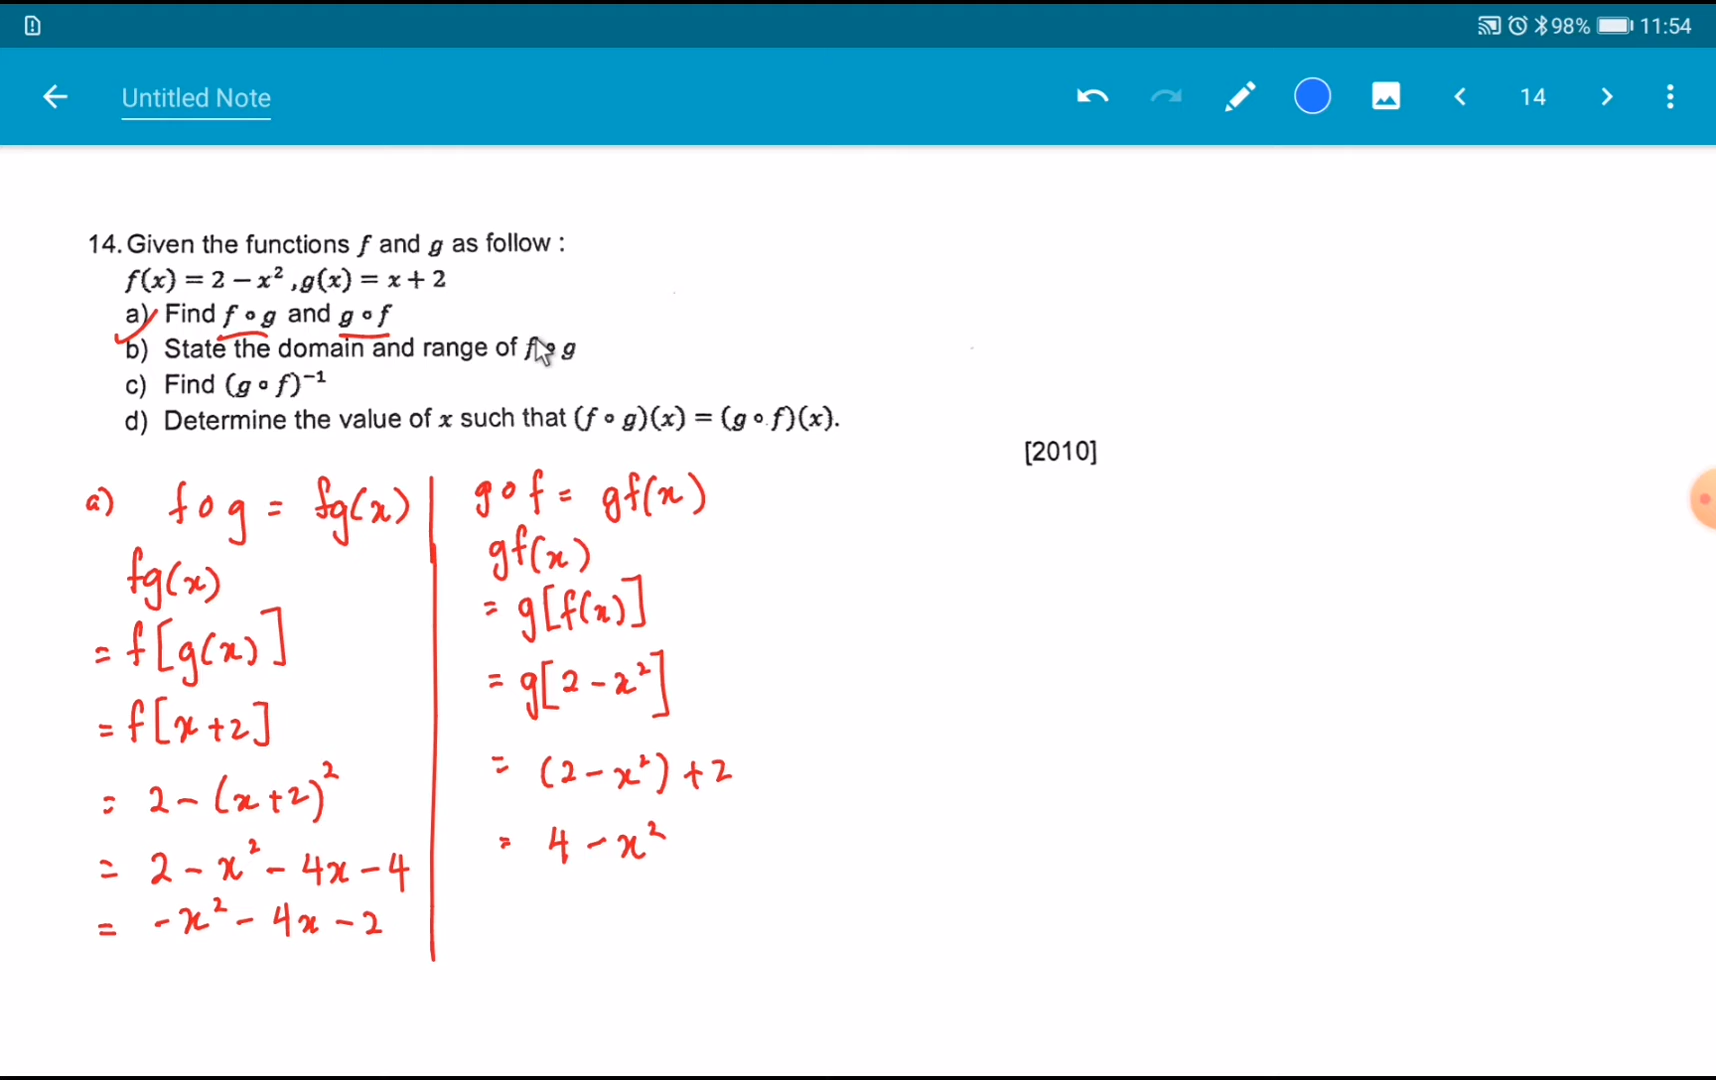 98% 11:54
Untitled Note
14
14. Given the functions f and g as follow :
f(x) = 2 − x² , g(x) = x + 2
a) Find f ∘ g and g ∘ f
b) State the domain and range of f ∘ g
c) Find (g ∘ f)⁻¹
d) Determine the value of x such that (f ∘ g)(x) = (g ∘ f)(x).
[2010]
a) f ∘ g = fg(x)
fg(x)
= f[g(x)]
= f[x+2]
= 2 − (x+2)²
= 2 − x² − 4x − 4
= −x² − 4x − 2
g ∘ f = gf(x)
gf(x)
= g[f(x)]
= g[2 − x²]
= (2 − x²) + 2
= 4 − x²